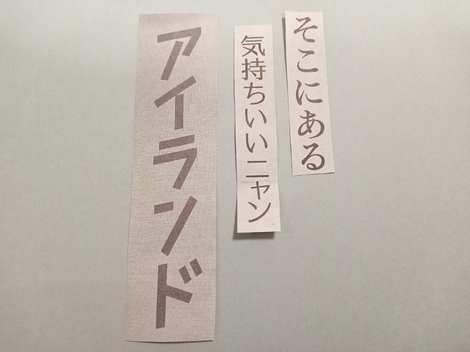 そこにある
気持ちいいニャン
アイランド